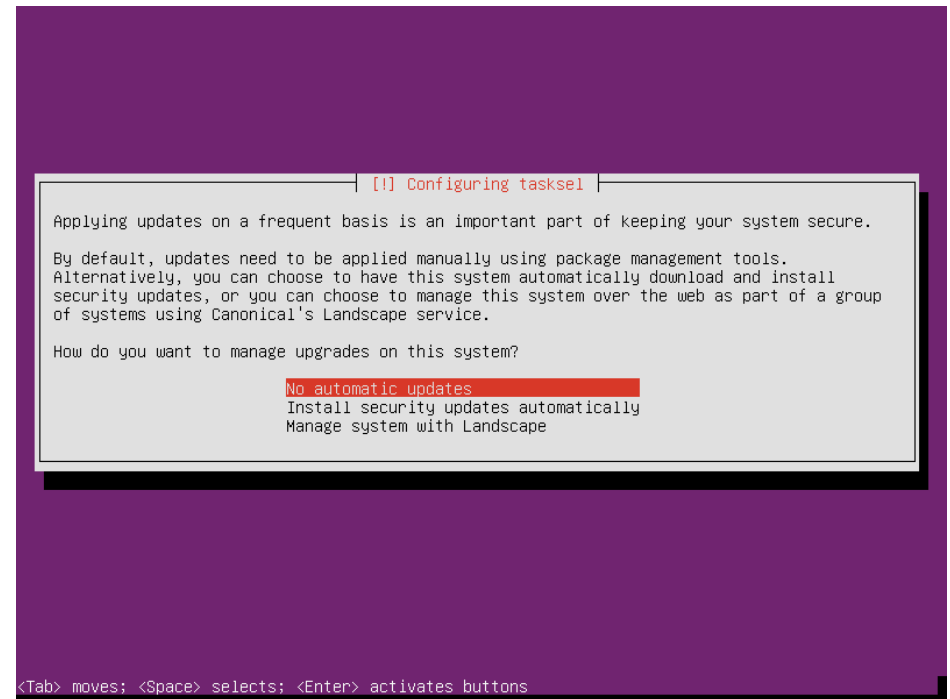 [!] Configuring tasksel
Applying updates on a frequent basis is an important part of keeping your system secure.
By default, updates need to be applied manually using package management tools.
Alternatively, you can choose to have this system automatically download and install
security updates, or you can choose to manage this system over the web as part of a group
of systems using Canonical's Landscape service.
How do you want to manage upgrades on this system?
No automatic updates
Install security updates automatically
Manage system with Landscape
<Tab> moves; <Space> selects; <Enter> activates buttons